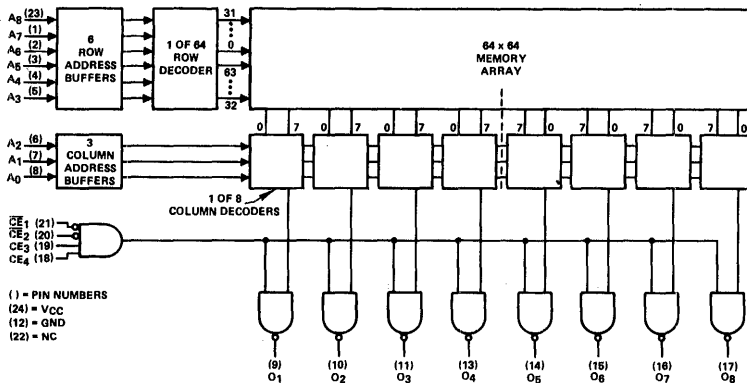 A8 (23)
A7 (1)
A6 (2)
A5 (3)
A4 (4)
A3 (5)
6
ROW
ADDRESS
BUFFERS
1 OF 64
ROW
DECODER
31
0
63
32
64 x 64
MEMORY
ARRAY
0 7 0 7 0 7 0 7 7 0 7 0 7 0 7 0
A2 (6)
A1 (7)
A0 (8)
3
COLUMN
ADDRESS
BUFFERS
1 OF 8
COLUMN DECODERS
CE1 (21)
CE2 (20)
CE3 (19)
CE4 (18)
( ) = PIN NUMBERS
(24) = VCC
(12) = GND
(22) = NC
(9) (10) (11) (13) (14) (15) (16) (17)
O1 O2 O3 O4 O5 O6 O7 O8